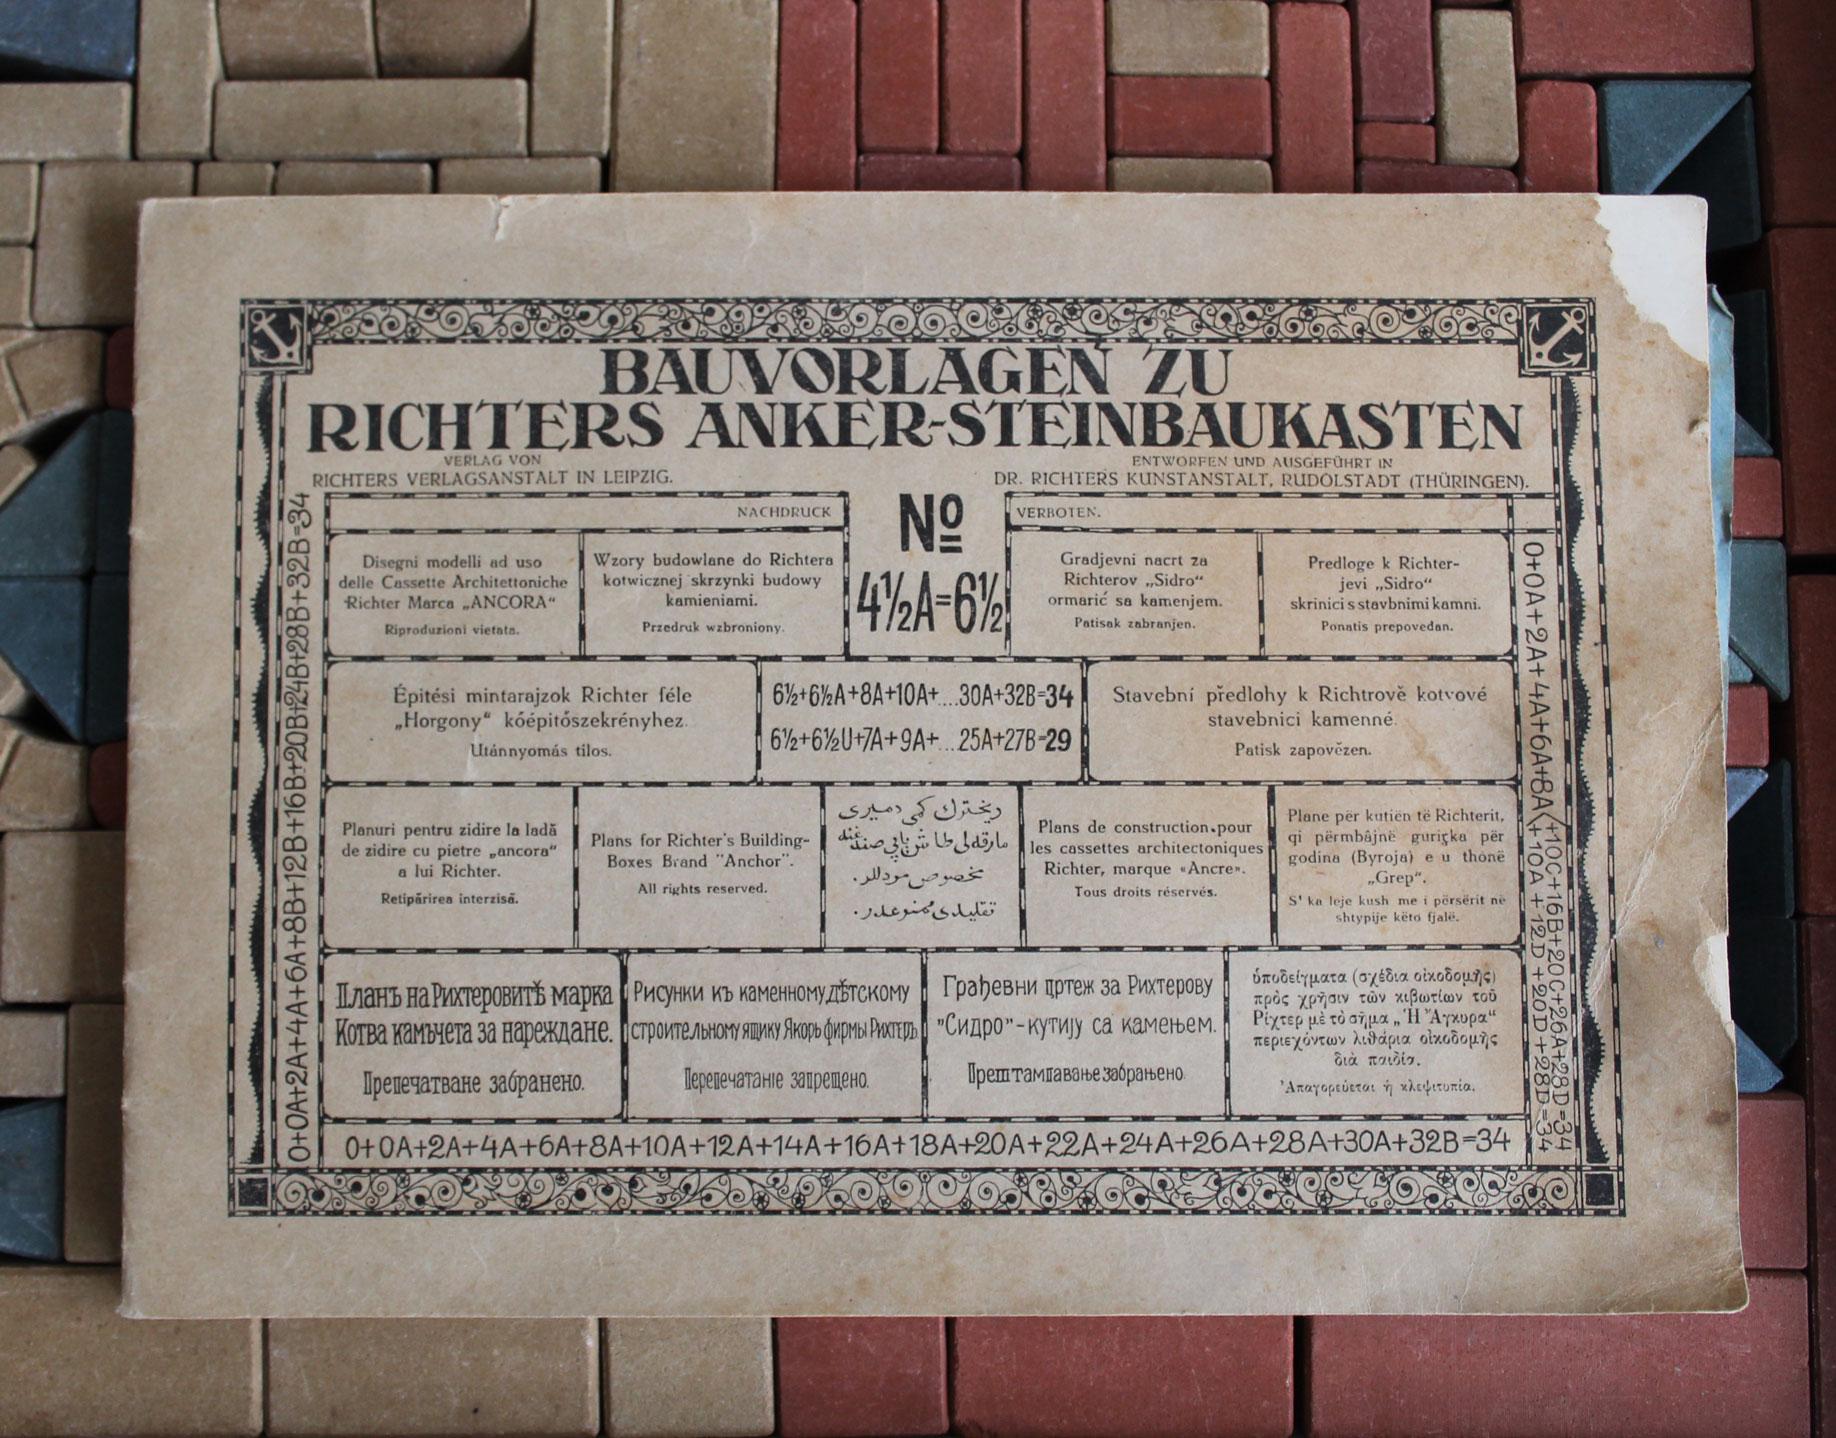 BAUVORLAGEN ZU
RICHTERS ANKER-STEINBAUKASTEN
VERLAG VON
RICHTERS VERLAGSANSTALT IN LEIPZIG.
ENTWORFEN UND AUSGEFÜHRT IN
DR. RICHTERS KUNSTANSTALT, RUDOLSTADT (THÜRINGEN).
NACHDRUCK
VERBOTEN.
Nº
4½A=6½
Disegni modelli ad uso
delle Cassette Architettoniche
Richter Marca „ANCORA“
Riproduzioni vietata.
Wzory budowlane do Richtera
kotwicznej skrzynki budowy
kamieniami.
Przedruk wzbroniony.
Gradjevni nacrt za
Richterov „Sidro“
ormarić sa kamenjem.
Patisak zabranjen.
Predloge k Richter-
jevi „Sidro“
skrinici s stavbnimi kamni.
Ponatis prepovedan.
Épitési mintarajzok Richter féle
„Horgony“ kőépitőszekrényhez.
Utánnyomás tilos.
6½+6½A+8A+10A+....30A+32B=34
6½+6½U+7A+9A+...25A+27B=29
Stavební předlohy k Richtrově kotvové
stavebnici kamenné.
Patisk zapovězen.
Planuri pentru zidire la ladă
de zidire cu pietre „ancora“
a lui Richter.
Retipărirea interzisă.
Plans for Richter's Building-
Boxes Brand "Anchor".
All rights reserved.
ریخترك كمی دمیری
مخصوص مودللر.
تقلیدی ممنوعدر.
Plans de construction pour
les cassettes architectoniques
Richter, marque «Ancre».
Tous droits réservés.
Plane për kutiën të Richterit,
qi përmbâjnë guriçka për
godina (Byroja) e u thonë
„Grep“.
S' ka leje kush me i përsërit në
shtypije këto fjalë.
Планъ на Рихтеровитѣ марка
Котва камъчета за нареждане.
Препечатване забранено.
Рисунки къ каменному дѣтскому
строительному ящику Якорь фирмы Рихтеръ.
Перепечатаніе запрещено.
Грађевни цртеж за Рихтерову
"Сидро"-кутију са камењем.
Прештампавање забрањено.
ὑποδείγματα (σχέδια οἰκοδομῆς)
πρὸς χρῆσιν τῶν κιβωτίων τοῦ
Ρίχτερ μὲ τὸ σῆμα „Ἡ Ἄγκυρα“
περιεχόντων λιθάρια οἰκοδομῆς
διὰ παιδία.
Ἀπαγορεύεται ἡ κλεψιτυπία.
0+0A+2A+4A+6A+8B+12B+16B+20B+24B+28B+32B=34
0+0A+2A+4A+6A+8A(+10C+16B+20C+26A+28D=34
+10A+12D+20D+28D=34
0+0A+2A+4A+6A+8A+10A+12A+14A+16A+18A+20A+22A+24A+26A+28A+30A+32B=34